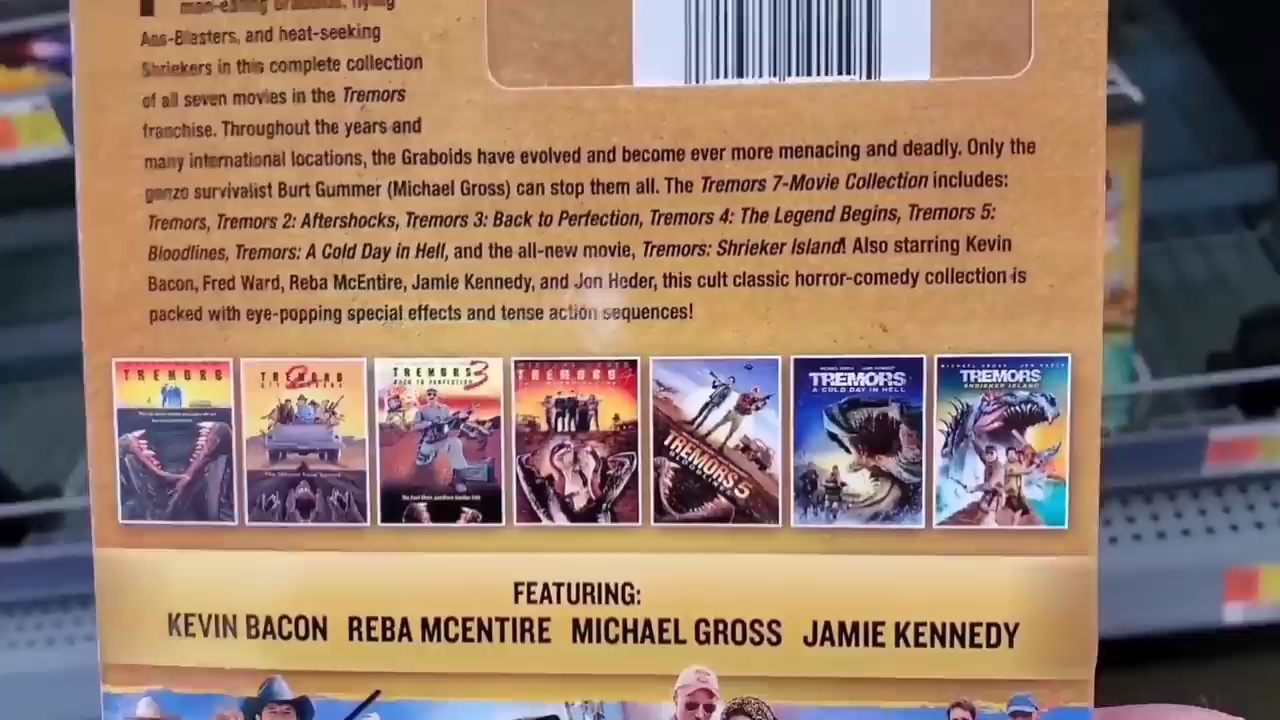 man-eating Graboids, flying
Ass-Blasters, and heat-seeking
Shriekers in this complete collection
of all seven movies in the Tremors
franchise. Throughout the years and
many international locations, the Graboids have evolved and become ever more menacing and deadly. Only the
gonzo survivalist Burt Gummer (Michael Gross) can stop them all. The Tremors 7-Movie Collection includes:
Tremors, Tremors 2: Aftershocks, Tremors 3: Back to Perfection, Tremors 4: The Legend Begins, Tremors 5:
Bloodlines, Tremors: A Cold Day in Hell, and the all-new movie, Tremors: Shrieker Island! Also starring Kevin
Bacon, Fred Ward, Reba McEntire, Jamie Kennedy, and Jon Heder, this cult classic horror-comedy collection is
packed with eye-popping special effects and tense action sequences!
TREMORS
TREMORS 2
TREMORS 3
BACK TO PERFECTION
TREMORS 4
TREMORS 5
TREMORS
A COLD DAY IN HELL
TREMORS
SHRIEKER ISLAND
FEATURING:
KEVIN BACON REBA MCENTIRE MICHAEL GROSS JAMIE KENNEDY